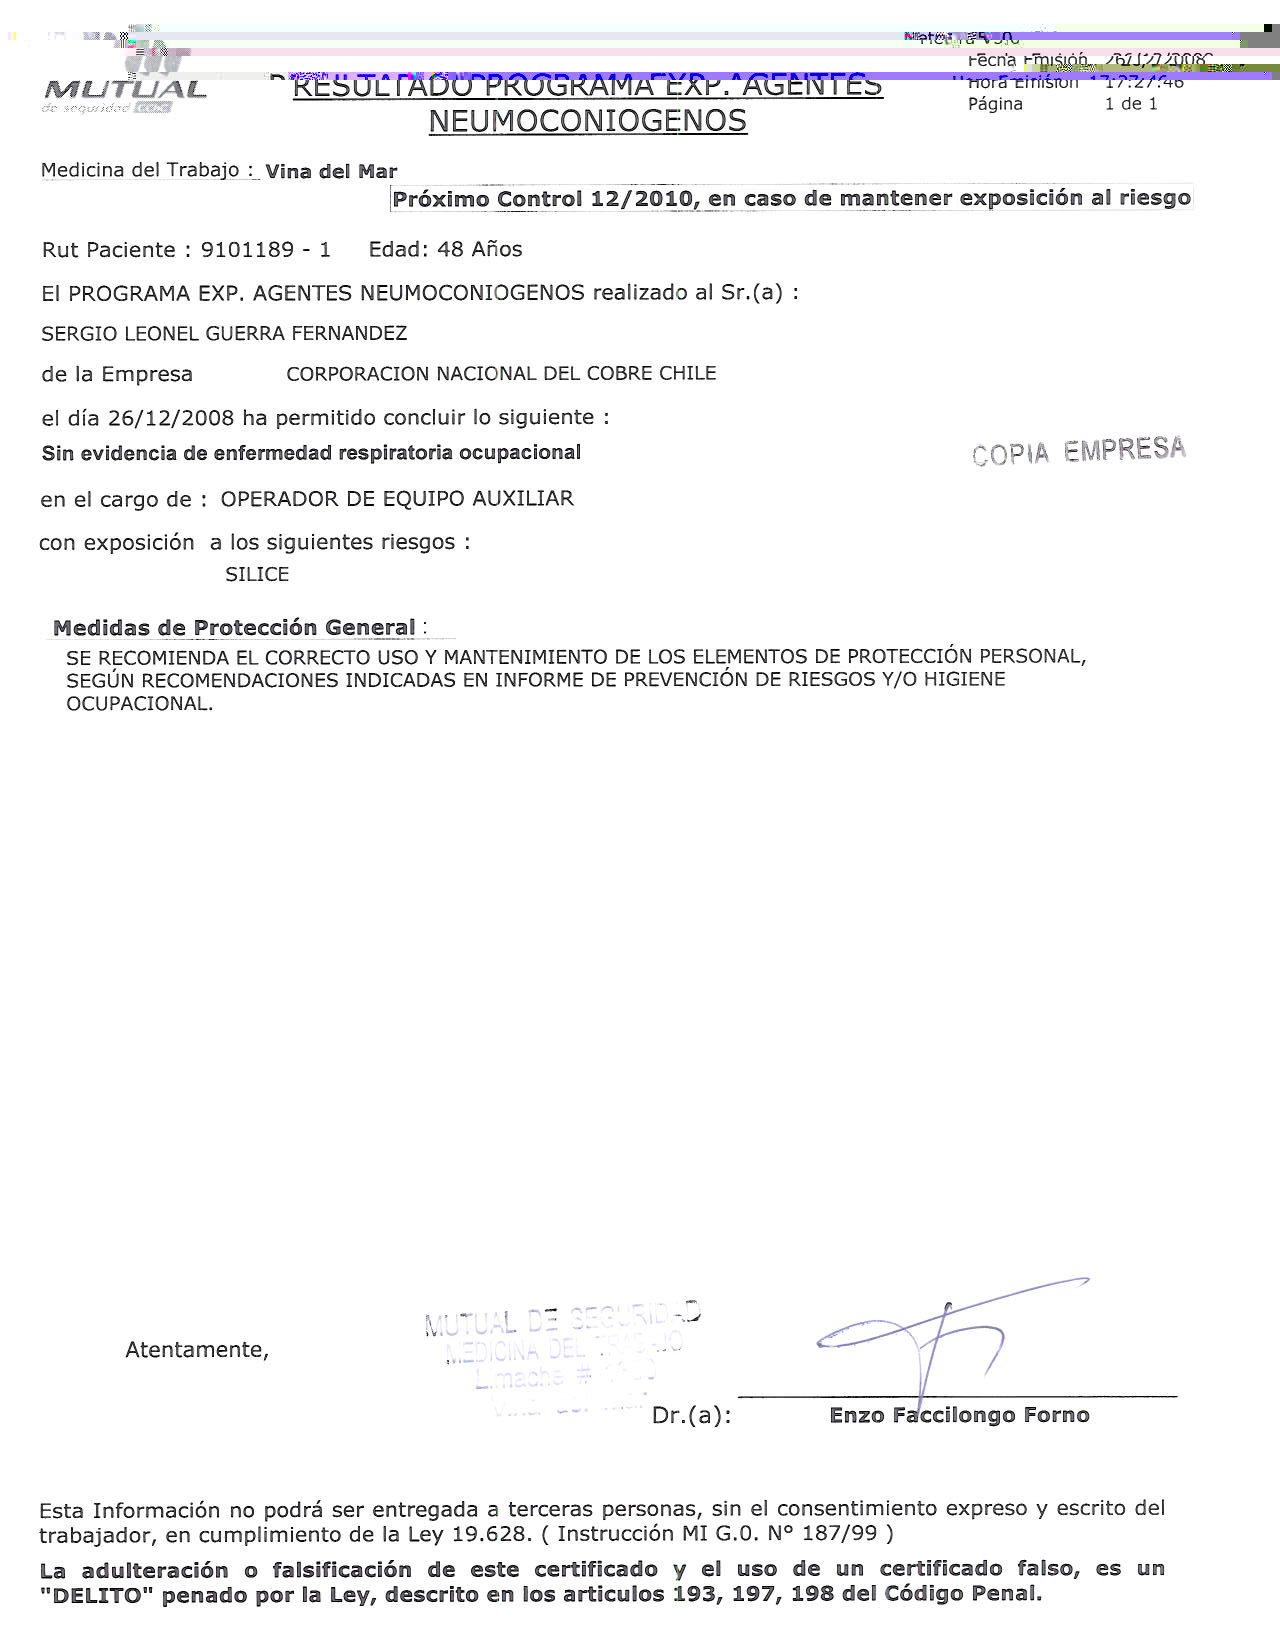 Fecha Emisión 26/12/2008
Hora Emisión 17:27:46
Página 1 de 1
MUTUAL
de seguridad
RESULTADO PROGRAMA EXP. AGENTES
NEUMOCONIOGENOS
Medicina del Trabajo : Vina del Mar
Próximo Control 12/2010, en caso de mantener exposición al riesgo
Rut Paciente : 9101189 - 1 Edad: 48 Años
El PROGRAMA EXP. AGENTES NEUMOCONIOGENOS realizado al Sr.(a) :
SERGIO LEONEL GUERRA FERNANDEZ
de la Empresa CORPORACION NACIONAL DEL COBRE CHILE
el día 26/12/2008 ha permitido concluir lo siguiente :
Sin evidencia de enfermedad respiratoria ocupacional
COPIA EMPRESA
en el cargo de : OPERADOR DE EQUIPO AUXILIAR
con exposición a los siguientes riesgos :
SILICE
Medidas de Protección General :
SE RECOMIENDA EL CORRECTO USO Y MANTENIMIENTO DE LOS ELEMENTOS DE PROTECCIÓN PERSONAL,
SEGÚN RECOMENDACIONES INDICADAS EN INFORME DE PREVENCIÓN DE RIESGOS Y/O HIGIENE
OCUPACIONAL.
Atentamente,
MUTUAL DE SEGURIDAD
MEDICINA DEL TRABAJO
Limache #
Viña del Mar
Dr.(a): Enzo Faccilongo Forno
Esta Información no podrá ser entregada a terceras personas, sin el consentimiento expreso y escrito del
trabajador, en cumplimiento de la Ley 19.628. ( Instrucción MI G.0. Nº 187/99 )
La adulteración o falsificación de este certificado y el uso de un certificado falso, es un
"DELITO" penado por la Ley, descrito en los articulos 193, 197, 198 del Código Penal.